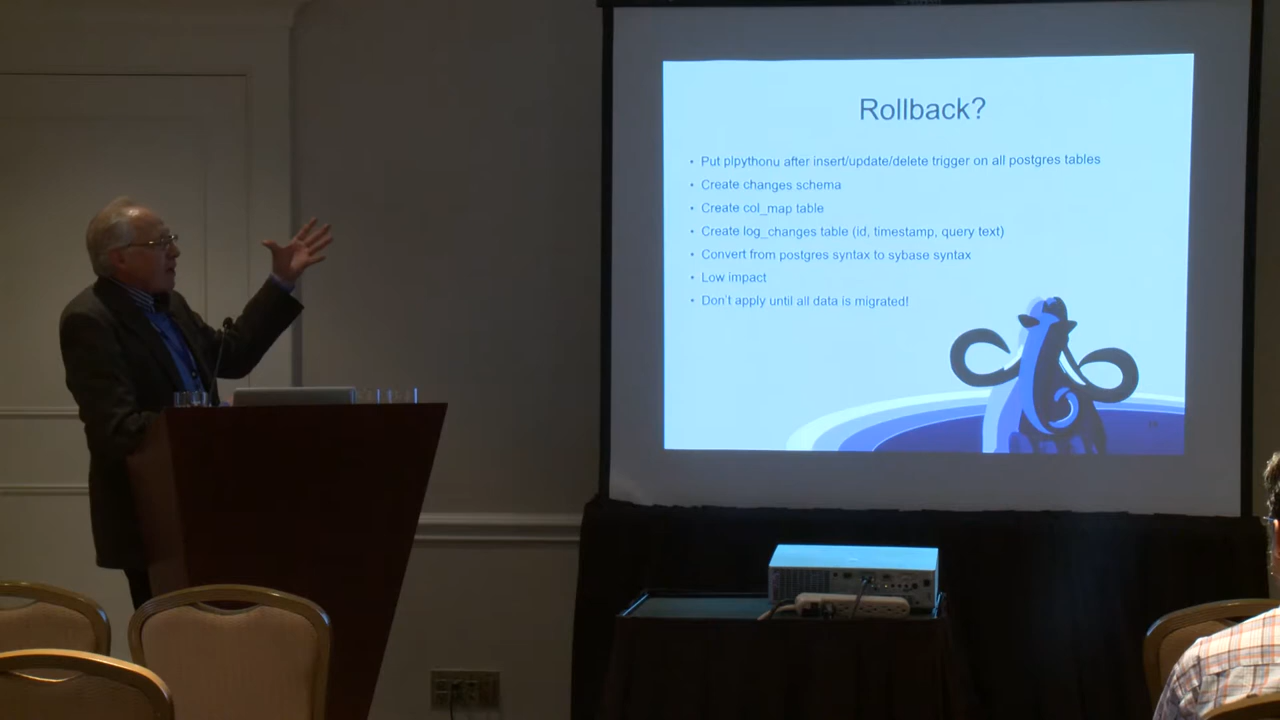 Rollback?
• Put plpythonu after insert/update/delete trigger on all postgres tables
• Create changes schema
• Create col_map table
• Create log_changes table (id, timestamp, query text)
• Convert from postgres syntax to sybase syntax
• Low impact
• Don't apply until all data is migrated!